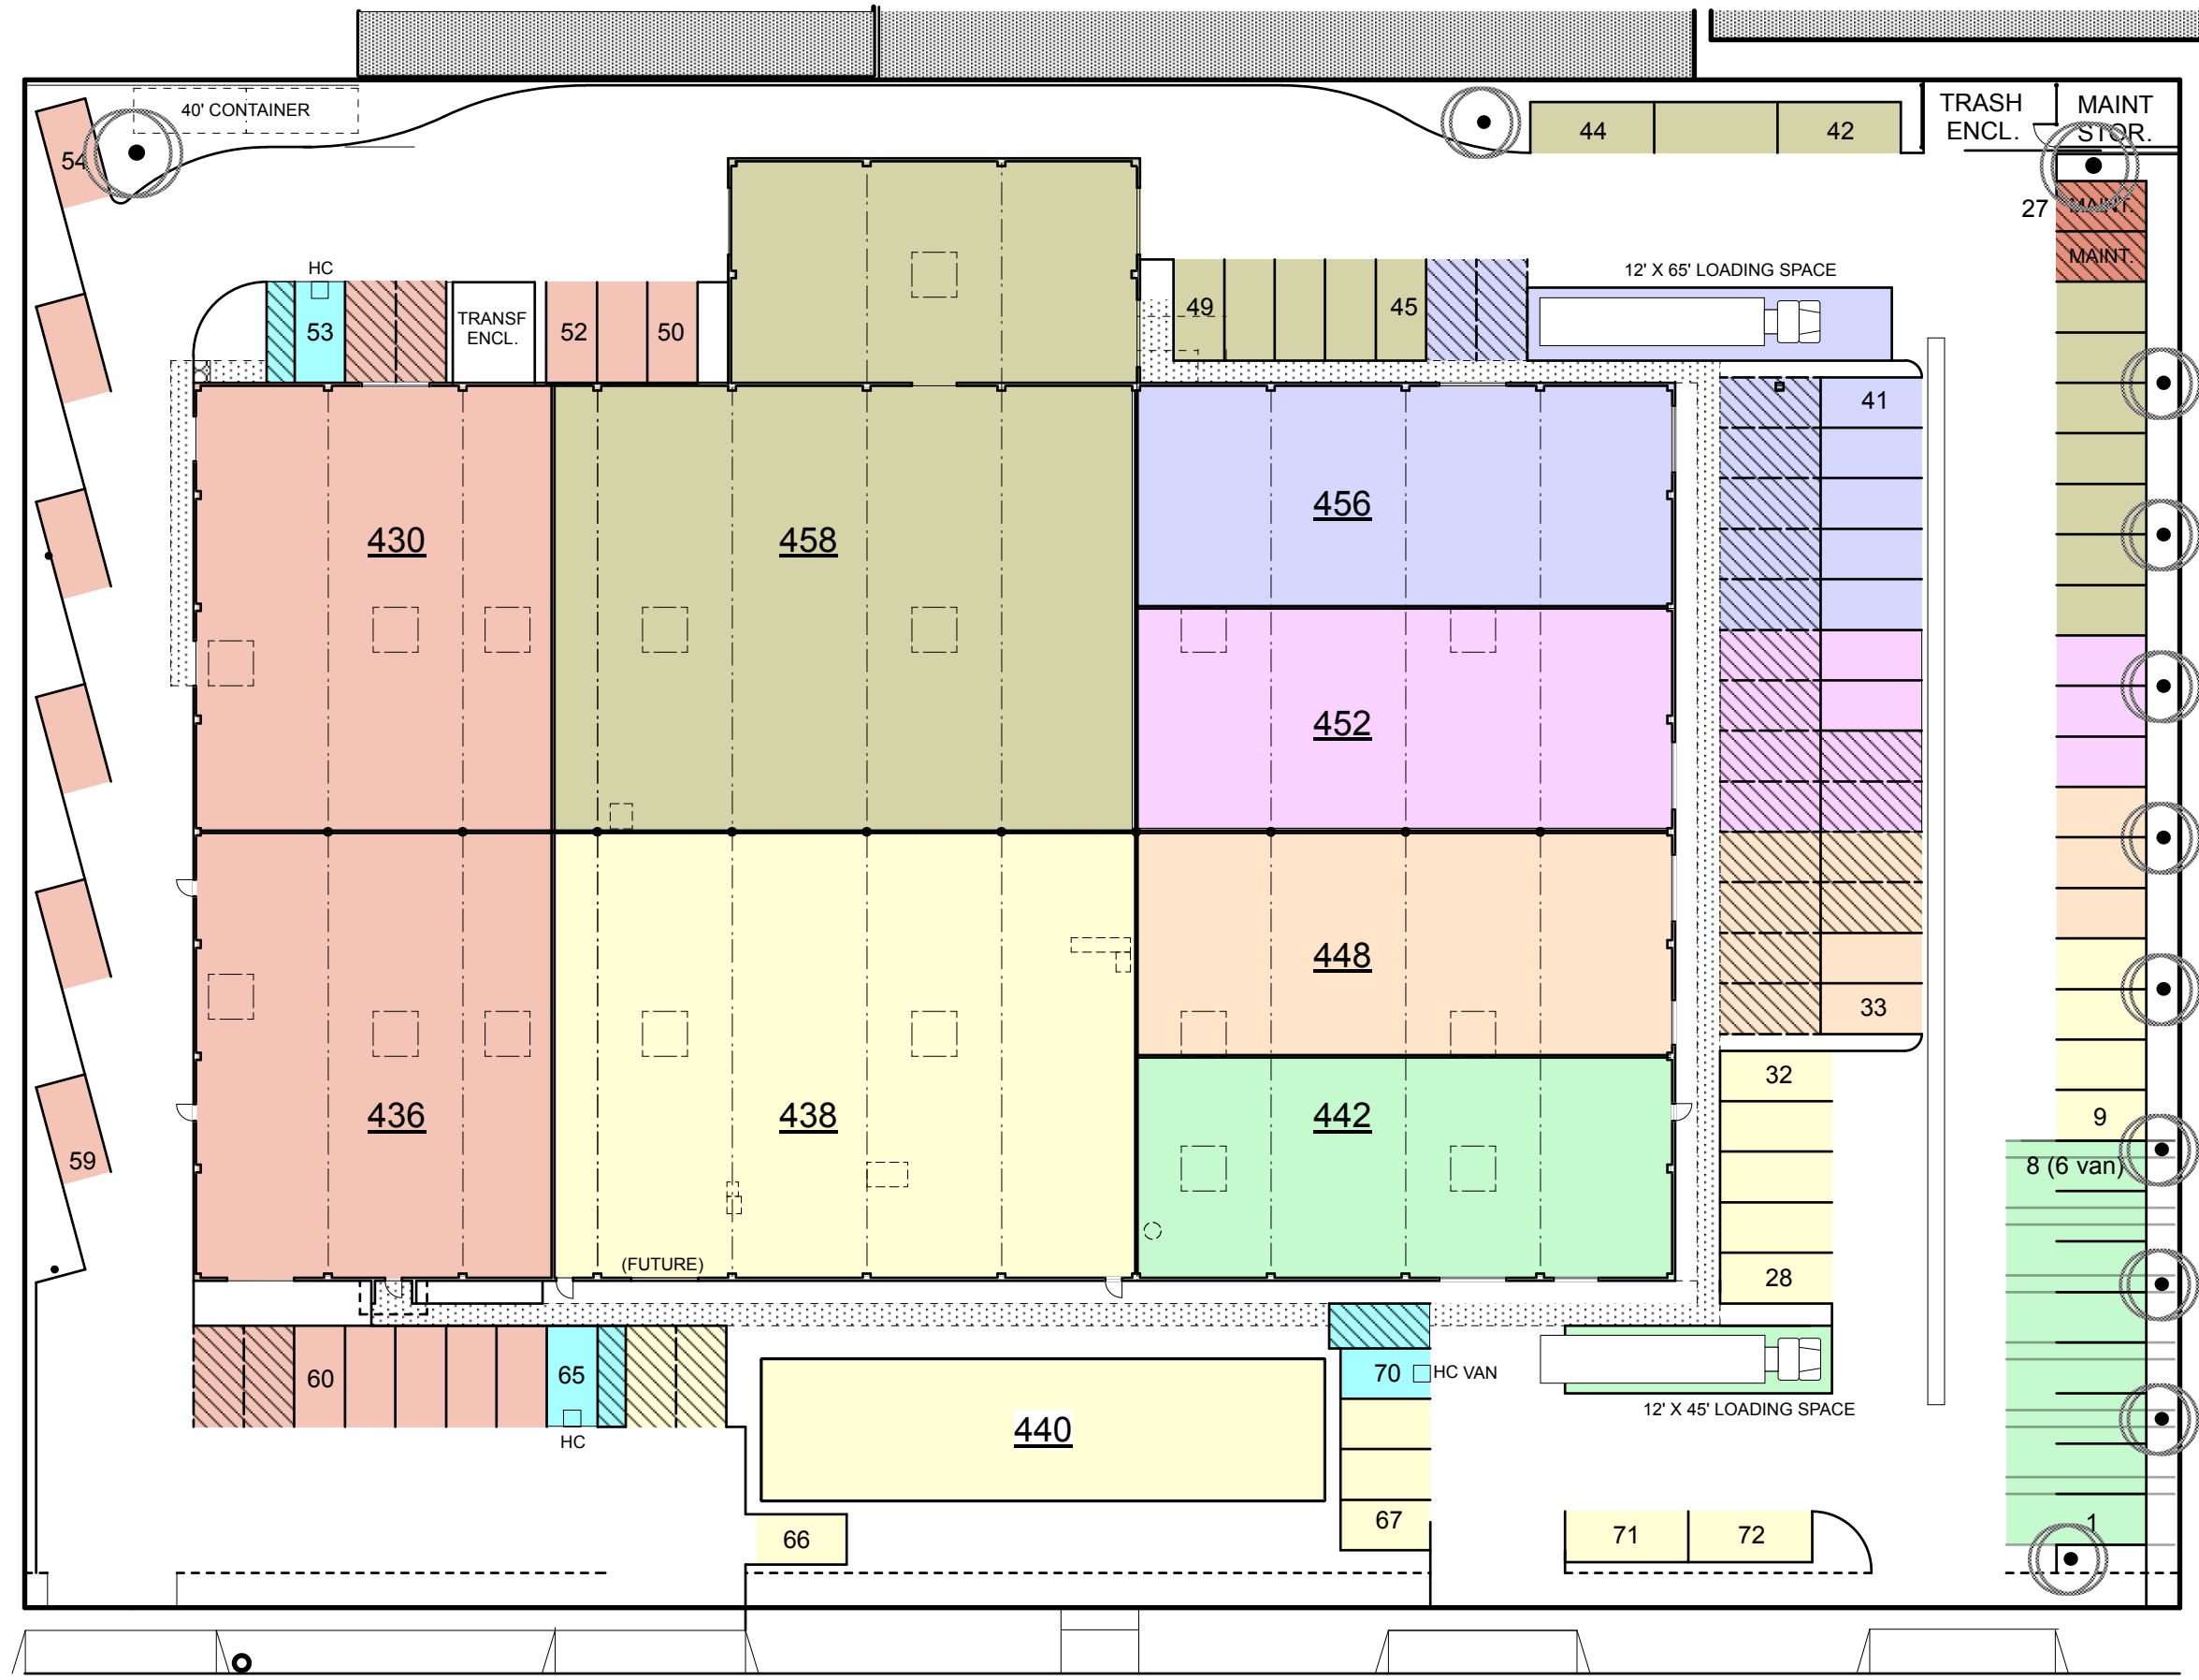 40' CONTAINER
44
42
TRASH
ENCL.
MAINT
STOR.
54
27
MAINT.
MAINT.
HC
53
TRANSF
ENCL.
52
50
49
45
12' X 65' LOADING SPACE
41
430
458
456
452
448
33
32
436
438
442
9
8 (6 van)
59
(FUTURE)
28
60
65
HC
70
HC VAN
12' X 45' LOADING SPACE
440
67
66
71
72
1